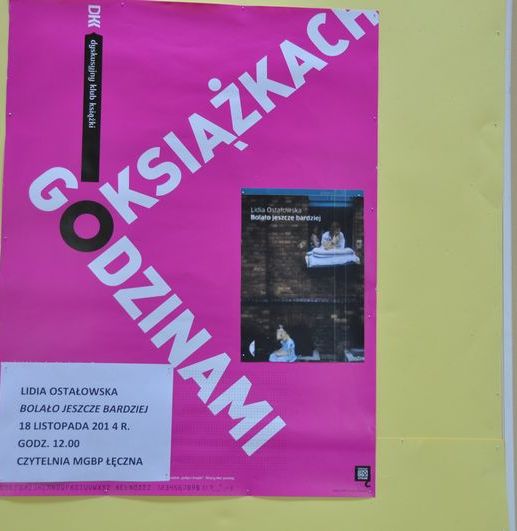 DKK
dyskusyjny klub książki
O KSIĄŻKACH
GODZINAMI
Lidia Ostałowska
Bolało jeszcze bardziej
LIDIA OSTAŁOWSKA
BOLAŁO JESZCZE BARDZIEJ
18 LISTOPADA 2014 R.
GODZ. 12.00
CZYTELNIA MGBP ŁĘCZNA